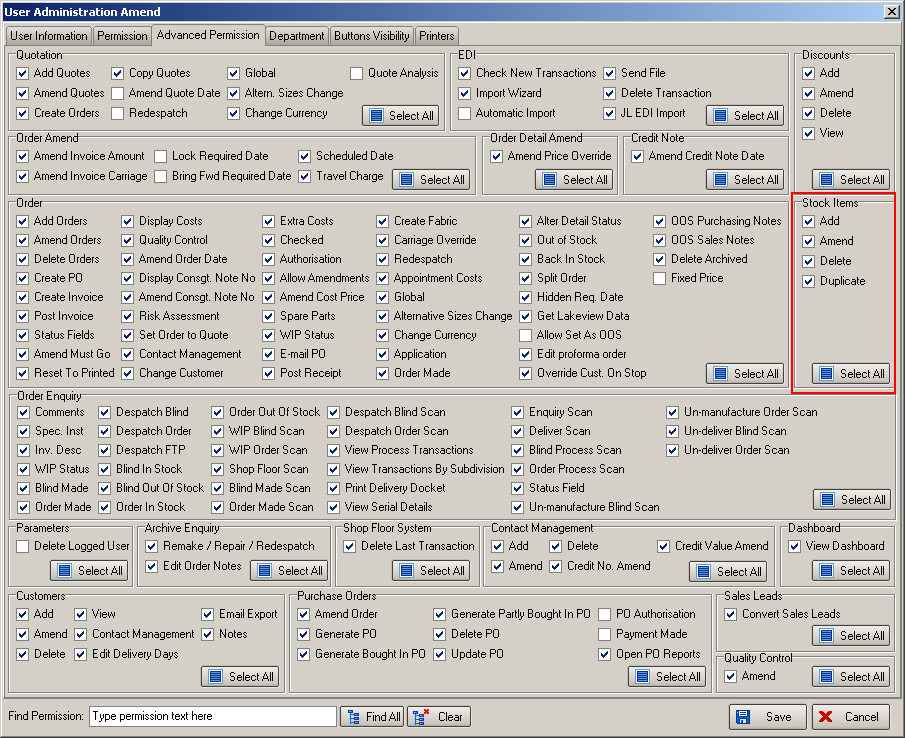 User Administration Amend
User Information Permission Advanced Permission Department Buttons Visibility Printers
Quotation
Add Quotes Copy Quotes Global Quote Analysis
Amend Quotes Amend Quote Date Altern. Sizes Change
Create Orders Redespatch Change Currency Select All
EDI
Check New Transactions Send File
Import Wizard Delete Transaction
Automatic Import JL EDI Import Select All
Discounts
Add
Amend
Delete
View
Select All
Order Amend
Amend Invoice Amount Lock Required Date Scheduled Date
Amend Invoice Carriage Bring Fwd Required Date Travel Charge Select All
Order Detail Amend
Amend Price Override
Select All
Credit Note
Amend Credit Note Date
Select All
Order
Add Orders Display Costs Extra Costs Create Fabric Alter Detail Status OOS Purchasing Notes
Amend Orders Quality Control Checked Carriage Override Out of Stock OOS Sales Notes
Delete Orders Amend Order Date Authorisation Redespatch Back In Stock Delete Archived
Create PO Display Consgt. Note No Allow Amendments Appointment Costs Split Order Fixed Price
Create Invoice Amend Consgt. Note No Amend Cost Price Global Hidden Req. Date
Post Invoice Risk Assessment Spare Parts Alternative Sizes Change Get Lakeview Data
Status Fields Set Order to Quote WIP Status Change Currency Allow Set As OOS
Amend Must Go Contact Management E-mail PO Application Edit proforma order
Reset To Printed Change Customer Post Receipt Order Made Override Cust. On Stop Select All
Stock Items
Add
Amend
Delete
Duplicate
Select All
Order Enquiry
Comments Despatch Blind Order Out Of Stock Despatch Blind Scan Enquiry Scan Un-manufacture Order Scan
Spec. Inst Despatch Order WIP Blind Scan Despatch Order Scan Deliver Scan Un-deliver Blind Scan
Inv. Desc Despatch FTP WIP Order Scan View Process Transactions Blind Process Scan Un-deliver Order Scan
WIP Status Blind In Stock Shop Floor Scan View Transactions By Subdivision Order Process Scan
Blind Made Blind Out Of Stock Blind Made Scan Print Delivery Docket Status Field
Order Made Order In Stock Order Made Scan View Serial Details Un-manufacture Blind Scan Select All
Parameters
Delete Logged User
Select All
Archive Enquiry
Remake / Repair / Redespatch
Edit Order Notes Select All
Shop Floor System
Delete Last Transaction
Select All
Contact Management
Add Delete Credit Value Amend
Amend Credit No. Amend Select All
Dashboard
View Dashboard
Select All
Customers
Add View Email Export
Amend Contact Management Notes
Delete Edit Delivery Days
Select All
Purchase Orders
Amend Order Generate Partly Bought In PO PO Authorisation
Generate PO Delete PO Payment Made
Generate Bought In PO Update PO Open PO Reports
Select All
Sales Leads
Convert Sales Leads
Select All
Quality Control
Amend Select All
Find Permission: Type permission text here Find All Clear Save Cancel